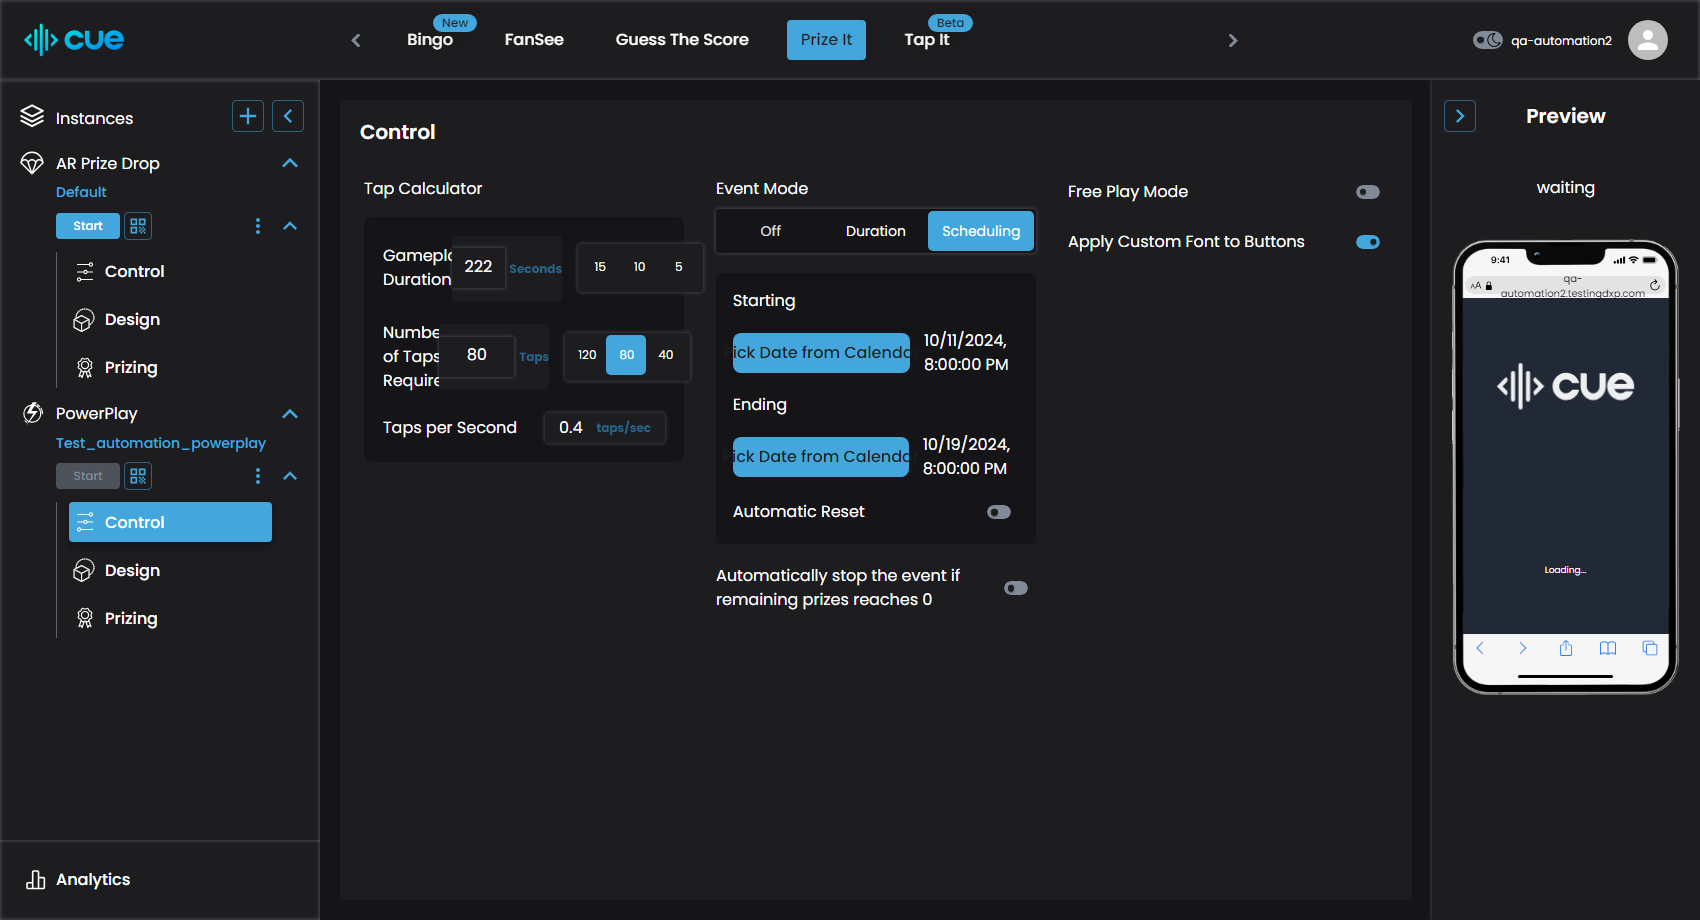 cue
New
Bingo
FanSee
Guess The Score
Prize It
Beta
Tap It
qa-automation2
Instances
AR Prize Drop
Default
Start
Control
Design
Prizing
PowerPlay
Test_automation_powerplay
Start
Control
Design
Prizing
Analytics
Control
Tap Calculator
Gamepla
Duration
222
Seconds
15
10
5
Numbe
of Taps
Require
80
Taps
120
80
40
Taps per Second
0.4
taps/sec
Event Mode
Off
Duration
Scheduling
Starting
Pick Date from Calendar
10/11/2024,
8:00:00 PM
Ending
Pick Date from Calendar
10/19/2024,
8:00:00 PM
Automatic Reset
Automatically stop the event if
remaining prizes reaches 0
Free Play Mode
Apply Custom Font to Buttons
Preview
waiting
9:41
AA
qa-
automation2.testingdxp.com
cue
Loading...